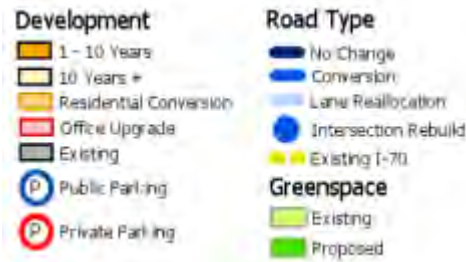 Development
1 - 10 Years
10 Years +
Residential Conversion
Office Upgrade
Existing
P Public Parking
P Private Parking
Road Type
No Change
Conversion
Lane Reallocation
Intersection Rebuild
Existing I-70
Greenspace
Existing
Proposed